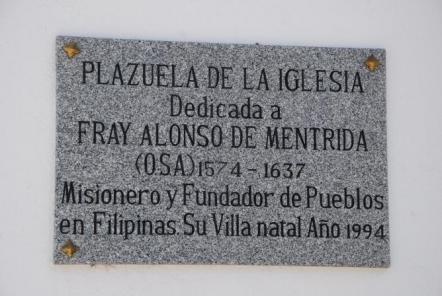 PLAZUELA DE LA IGLESIA
Dedicada a
FRAY ALONSO DE MENTRIDA
(O.S.A) 1574 - 1637
Misionero y Fundador de Pueblos
en Filipinas. Su Villa natal Año 1994